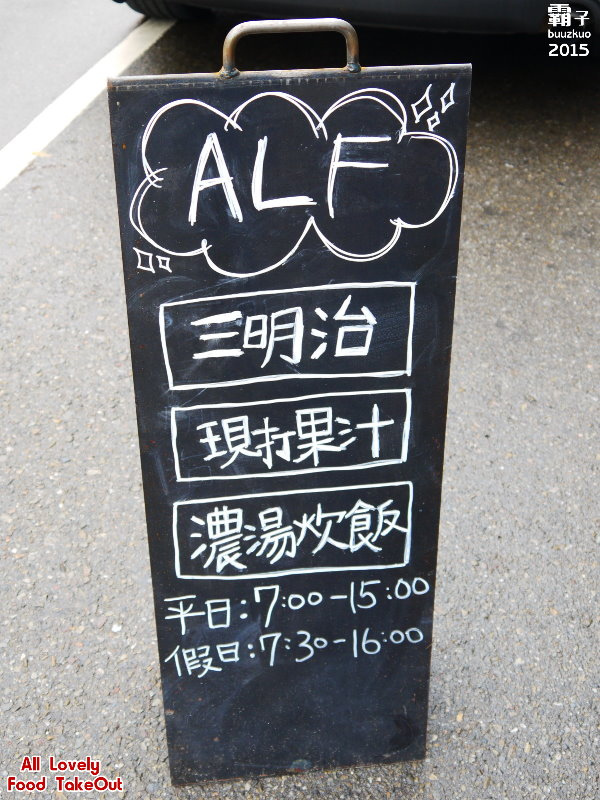 霸子
buuzkuo
2015
ALF
三明治
現打果汁
濃湯炊飯
平日:7:00-15:00
假日:7:30-16:00
All Lovely
Food TakeOut